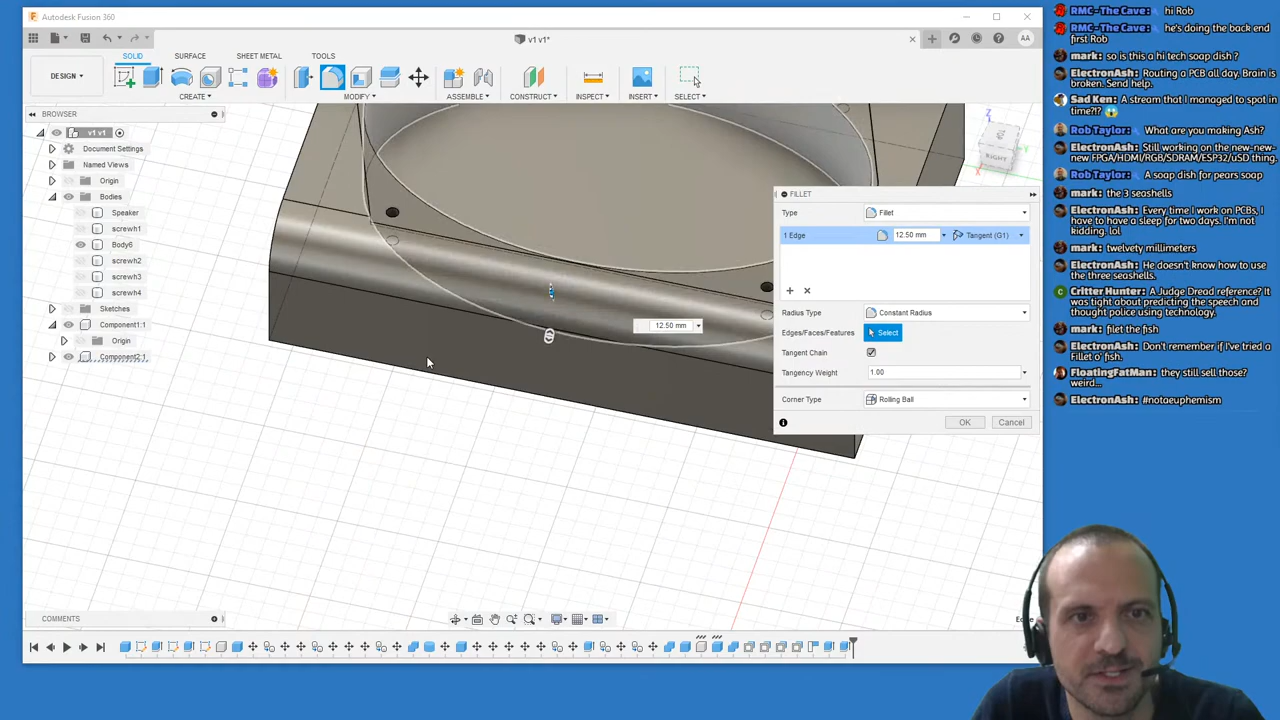 Autodesk Fusion 360
v1 v1*
AA
DESIGN
SOLID
SURFACE
SHEET METAL
TOOLS
CREATE
MODIFY
ASSEMBLE
CONSTRUCT
INSPECT
INSERT
SELECT
BROWSER
v1 v1
Document Settings
Named Views
Origin
Bodies
Speaker
screwh1
Body6
screwh2
screwh3
screwh4
Sketches
Component1:1
Origin
Component2:1
Z
BACK
RIGHT
12.50 mm
FILLET
Type
Fillet
1 Edge
12.50 mm
Tangent (G1)
Radius Type
Constant Radius
Edges/Faces/Features
Select
Tangent Chain
Tangency Weight
1.00
Corner Type
Rolling Ball
OK
Cancel
COMMENTS
RMC - The Cave: hi Rob
RMC - The Cave: he's doing the back end
first Rob
mark: so is this a hi tech soap dish ?
ElectronAsh: Routing a PCB all day. Brain is
broken. Send help.
Sad Ken: A stream that I managed to spot in
time?!?
Rob Taylor: What are you making Ash?
ElectronAsh: Still working on the new-new-
new FPGA/HDMI/RGB/SDRAM/ESP32/uSD thing.
Rob Taylor: A soap dish for pears soap
mark: the 3 seashells
ElectronAsh: Every time I work on PCBs, I
have to have a sleep for two days. I'm not
kidding. lol
mark: twelvety millimeters
ElectronAsh: He doesn't know how to use
the three seashells.
Critter Hunter: A Judge Dread reference? It
was tight about predicting the speech and
thought police using technology.
mark: filet the fish
ElectronAsh: Don't remember if I've tried a
Fillet o' fish.
FloatingFatMan: they still sell those?
weird...
ElectronAsh: #notaeuphemism